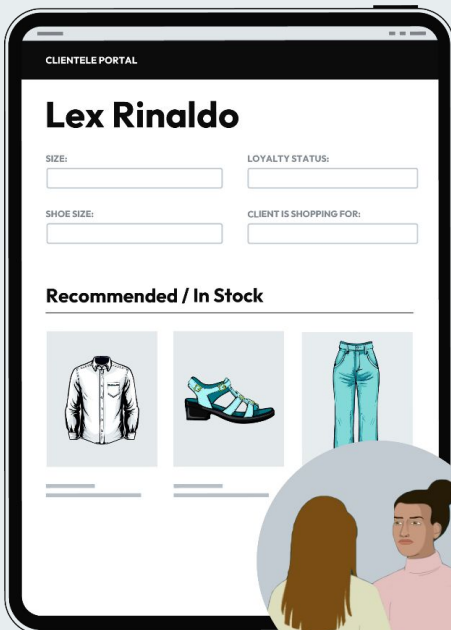 CLIENTELE PORTAL
Lex Rinaldo
SIZE:
LOYALTY STATUS:
SHOE SIZE:
CLIENT IS SHOPPING FOR:
Recommended / In Stock